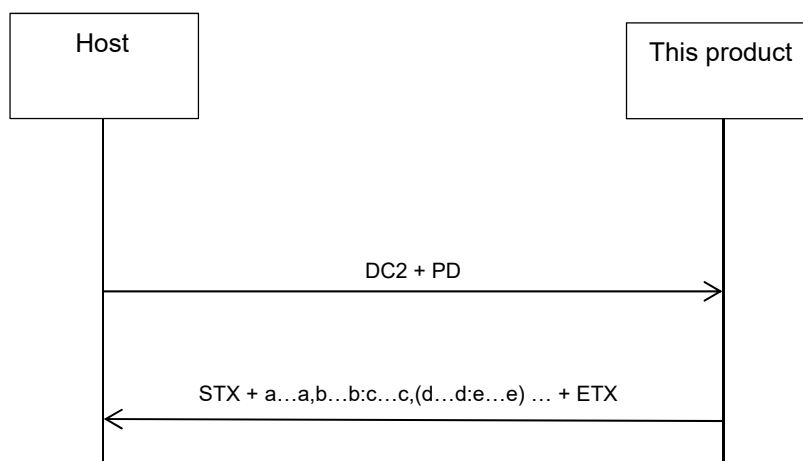 Host
This product
DC2 + PD
STX + a…a,b…b:c…c,(d…d:e…e) … + ETX